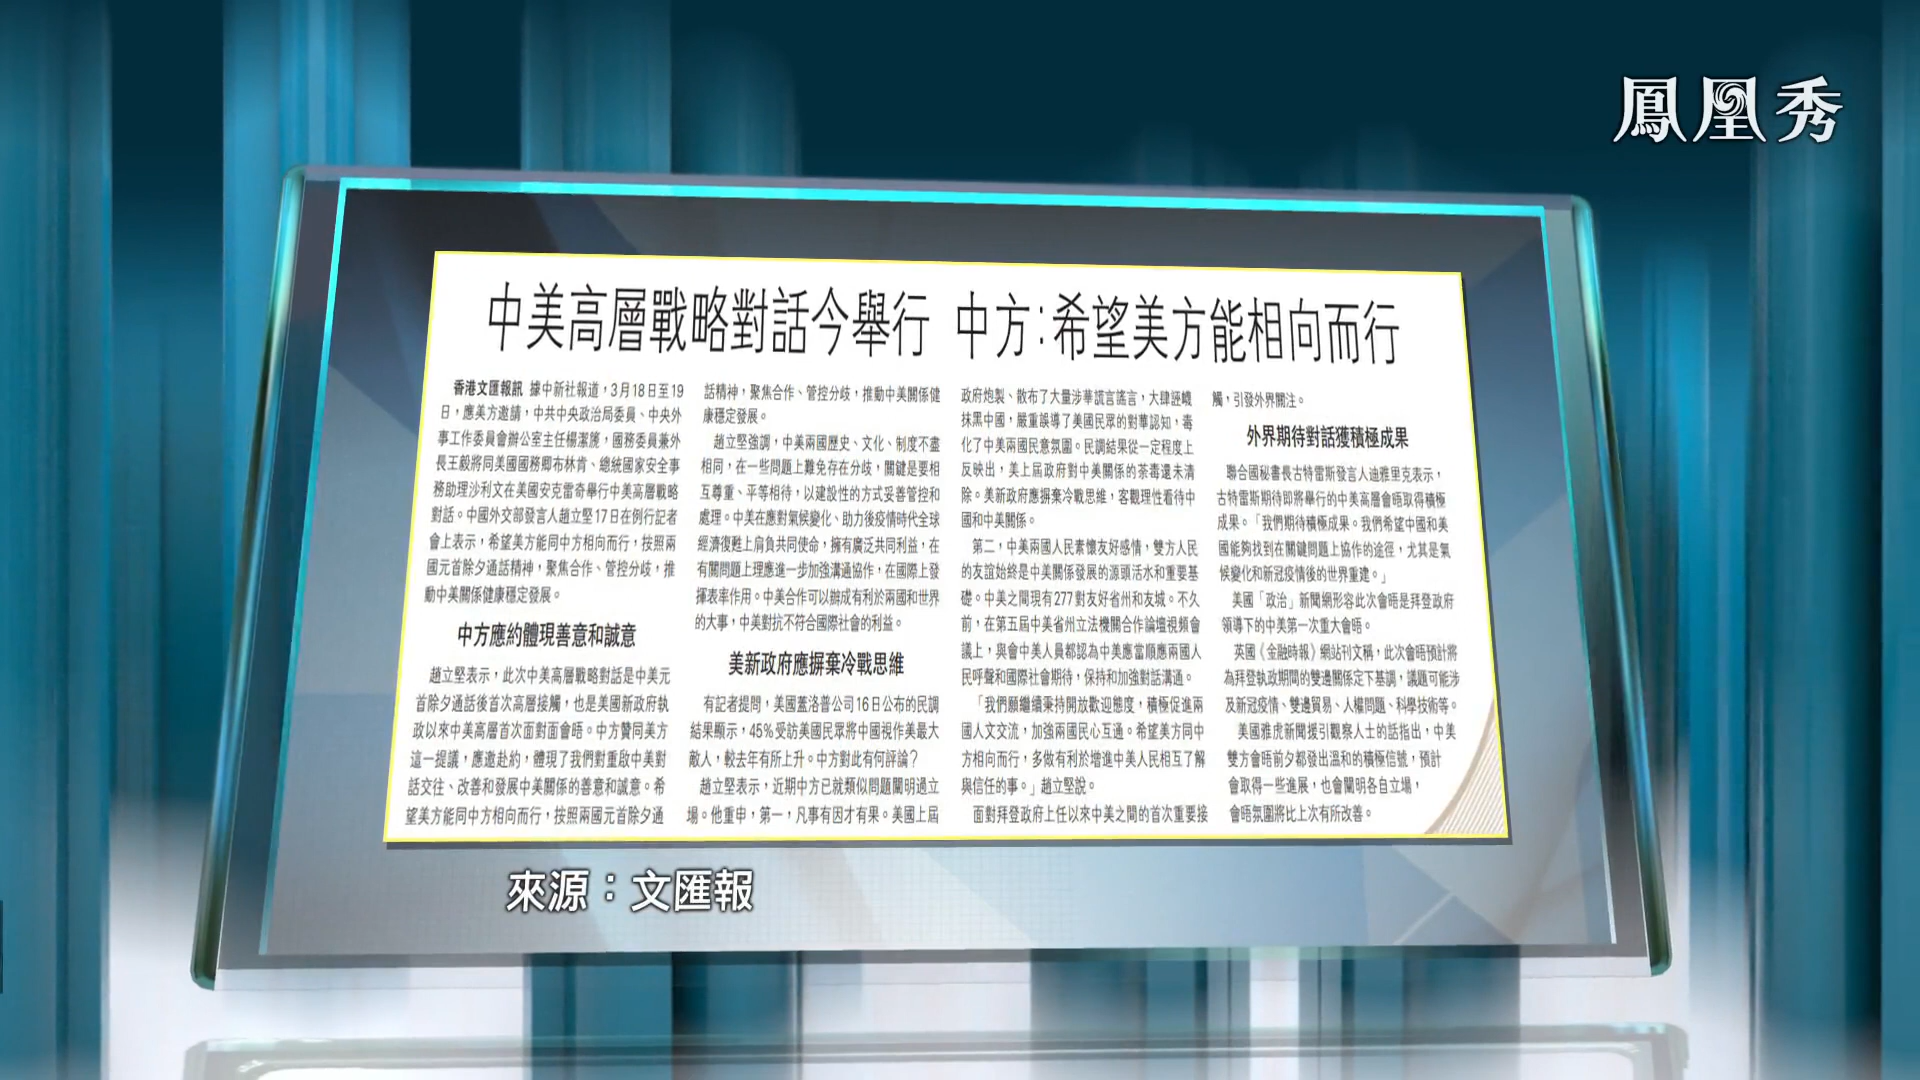 鳳凰秀
中美高層戰略對話今舉行 中方：希望美方能相向而行
香港文匯報訊 據中新社報道，3月18日至19
日，應美方邀請，中共中央政治局委員、中央外
事工作委員會辦公室主任楊潔篪，國務委員兼外
長王毅將同美國國務卿布林肯、總統國家安全事
務助理沙利文在美國安克雷奇舉行中美高層戰略
對話。中國外交部發言人趙立堅17日在例行記者
會上表示，希望美方能同中方相向而行，按照兩
國元首除夕通話精神，聚焦合作、管控分歧，推
動中美關係健康穩定發展。
中方應約體現善意和誠意
趙立堅表示，此次中美高層戰略對話是中美元
首除夕通話後首次高層接觸，也是美國新政府執
政以來中美高層首次面對面會晤。中方贊同美方
這一提議，應邀赴約，體現了我們對重啟中美對
話交往、改善和發展中美關係的善意和誠意。希
望美方能同中方相向而行，按照兩國元首除夕通
話精神，聚焦合作、管控分歧，推動中美關係健
康穩定發展。
趙立堅強調，中美兩國歷史、文化、制度不盡
相同，在一些問題上難免存在分歧，關鍵是要相
互尊重、平等相待，以建設性的方式妥善管控和
處理。中美在應對氣候變化、助力後疫情時代全球
經濟復甦上肩負共同使命，擁有廣泛共同利益，在
有關問題上理應進一步加強溝通協作，在國際上發
揮表率作用。中美合作可以辦成有利於兩國和世界
的大事，中美對抗不符合國際社會的利益。
美新政府應摒棄冷戰思維
有記者提問，美國蓋洛普公司16日公布的民調
結果顯示，45%受訪美國民眾將中國視作美最大
敵人，較去年有所上升。中方對此有何評論？
趙立堅表示，近期中方已就類似問題闡明過立
場。他重申，第一，凡事有因才有果。美國上屆
政府炮製、散布了大量涉華謊言謠言，大肆誣衊
抹黑中國，嚴重誤導了美國民眾的對華認知，毒
化了中美兩國民意氛圍。民調結果從一定程度上
反映出，美上屆政府對中美關係的荼毒還未清
除。美新政府應摒棄冷戰思維，客觀理性看待中
國和中美關係。
第二，中美兩國人民素懷友好感情，雙方人民
的友誼始終是中美關係發展的源頭活水和重要基
礎。中美之間現有277對友好省州和友城。不久
前，在第五屆中美省州立法機關合作論壇視頻會
議上，與會中美人員都認為中美應當順應兩國人
民呼聲和國際社會期待，保持和加強對話溝通。
「我們願繼續秉持開放歡迎態度，積極促進兩
國人文交流，加強兩國民心互通。希望美方同中
方相向而行，多做有利於增進中美人民相互了解
與信任的事。」趙立堅說。
面對拜登政府上任以來中美之間的首次重要接
觸，引發外界關注。
外界期待對話獲積極成果
聯合國秘書長古特雷斯發言人迪雅里克表示，
古特雷斯期待即將舉行的中美高層會晤取得積極
成果。「我們期待積極成果。我們希望中國和美
國能夠找到在關鍵問題上協作的途徑，尤其是氣
候變化和新冠疫情後的世界重建。」
美國「政治」新聞網形容此次會晤是拜登政府
領導下的中美第一次重大會晤。
英國《金融時報》網站刊文稱，此次會晤預計將
為拜登執政期間的雙邊關係定下基調，議題可能涉
及新冠疫情、雙邊貿易、人權問題、科學技術等。
美國雅虎新聞援引觀察人士的話指出，中美
雙方會晤前夕都發出溫和的積極信號，預計
會取得一些進展，也會闡明各自立場，
會晤氛圍將比上次有所改善。
來源：文匯報